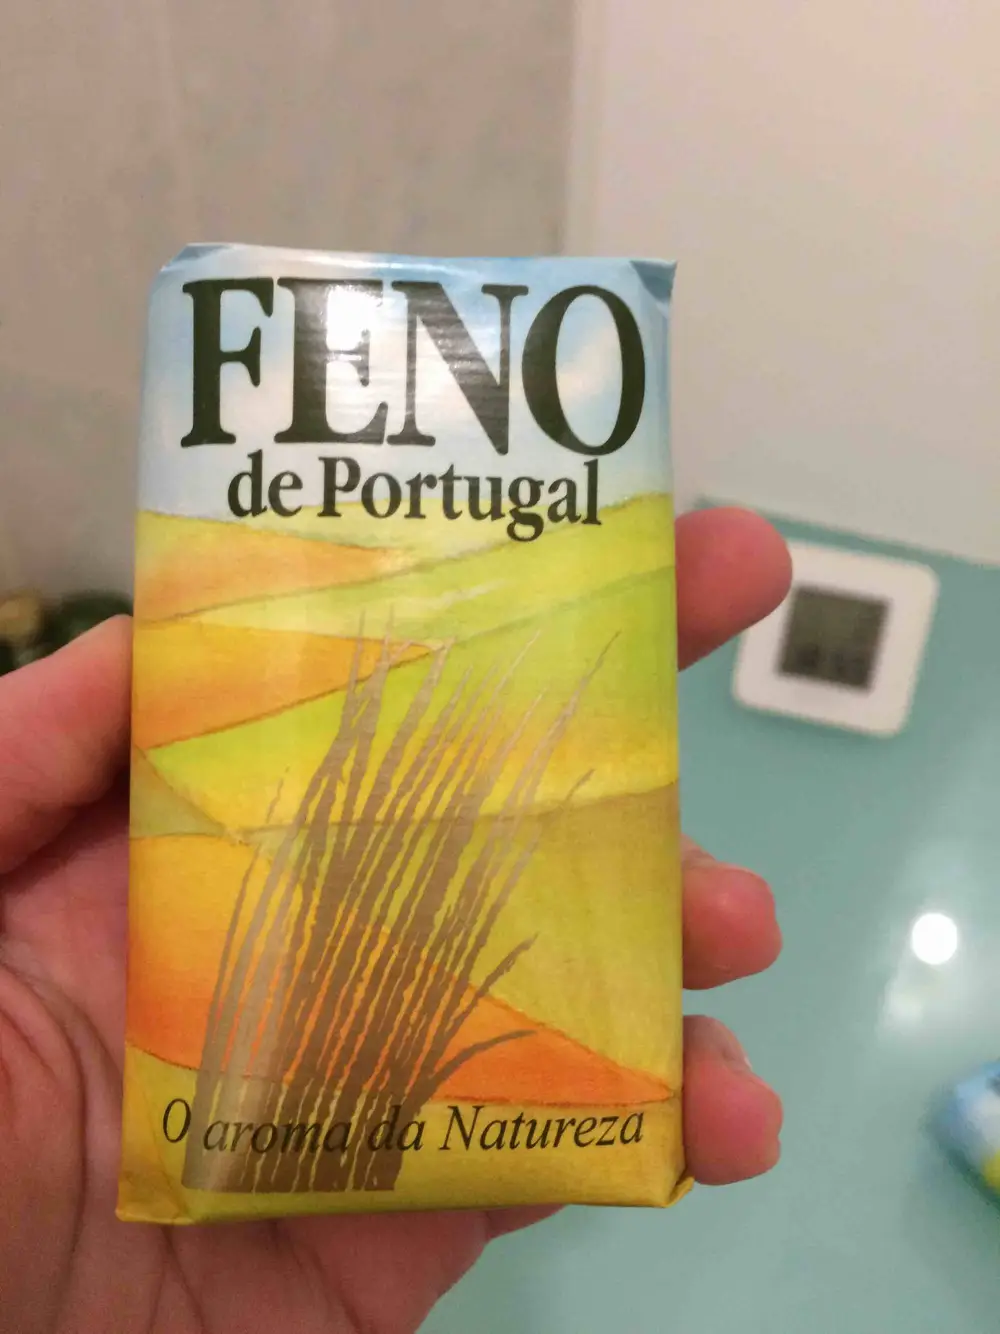 FENO
de Portugal
O aroma da Natureza